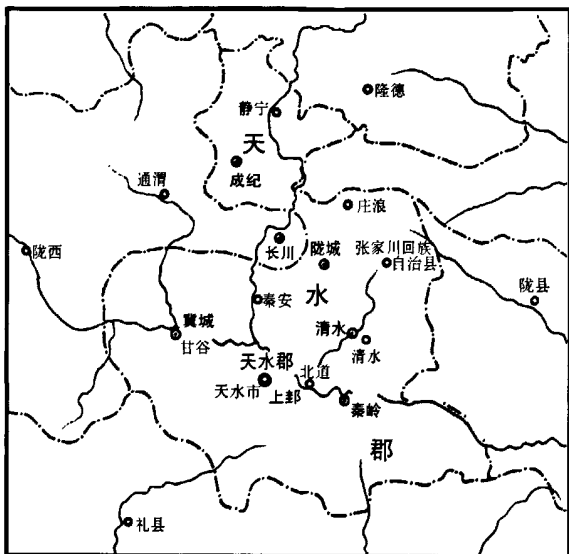 隆德
静宁
天
成纪
通渭
庄浪
长川
陇城
张家川回族
自治县
陇西
水
陇县
秦安
冀城
甘谷
清水
清水
天水郡
天水市
上邽
北道
秦岭
郡
礼县